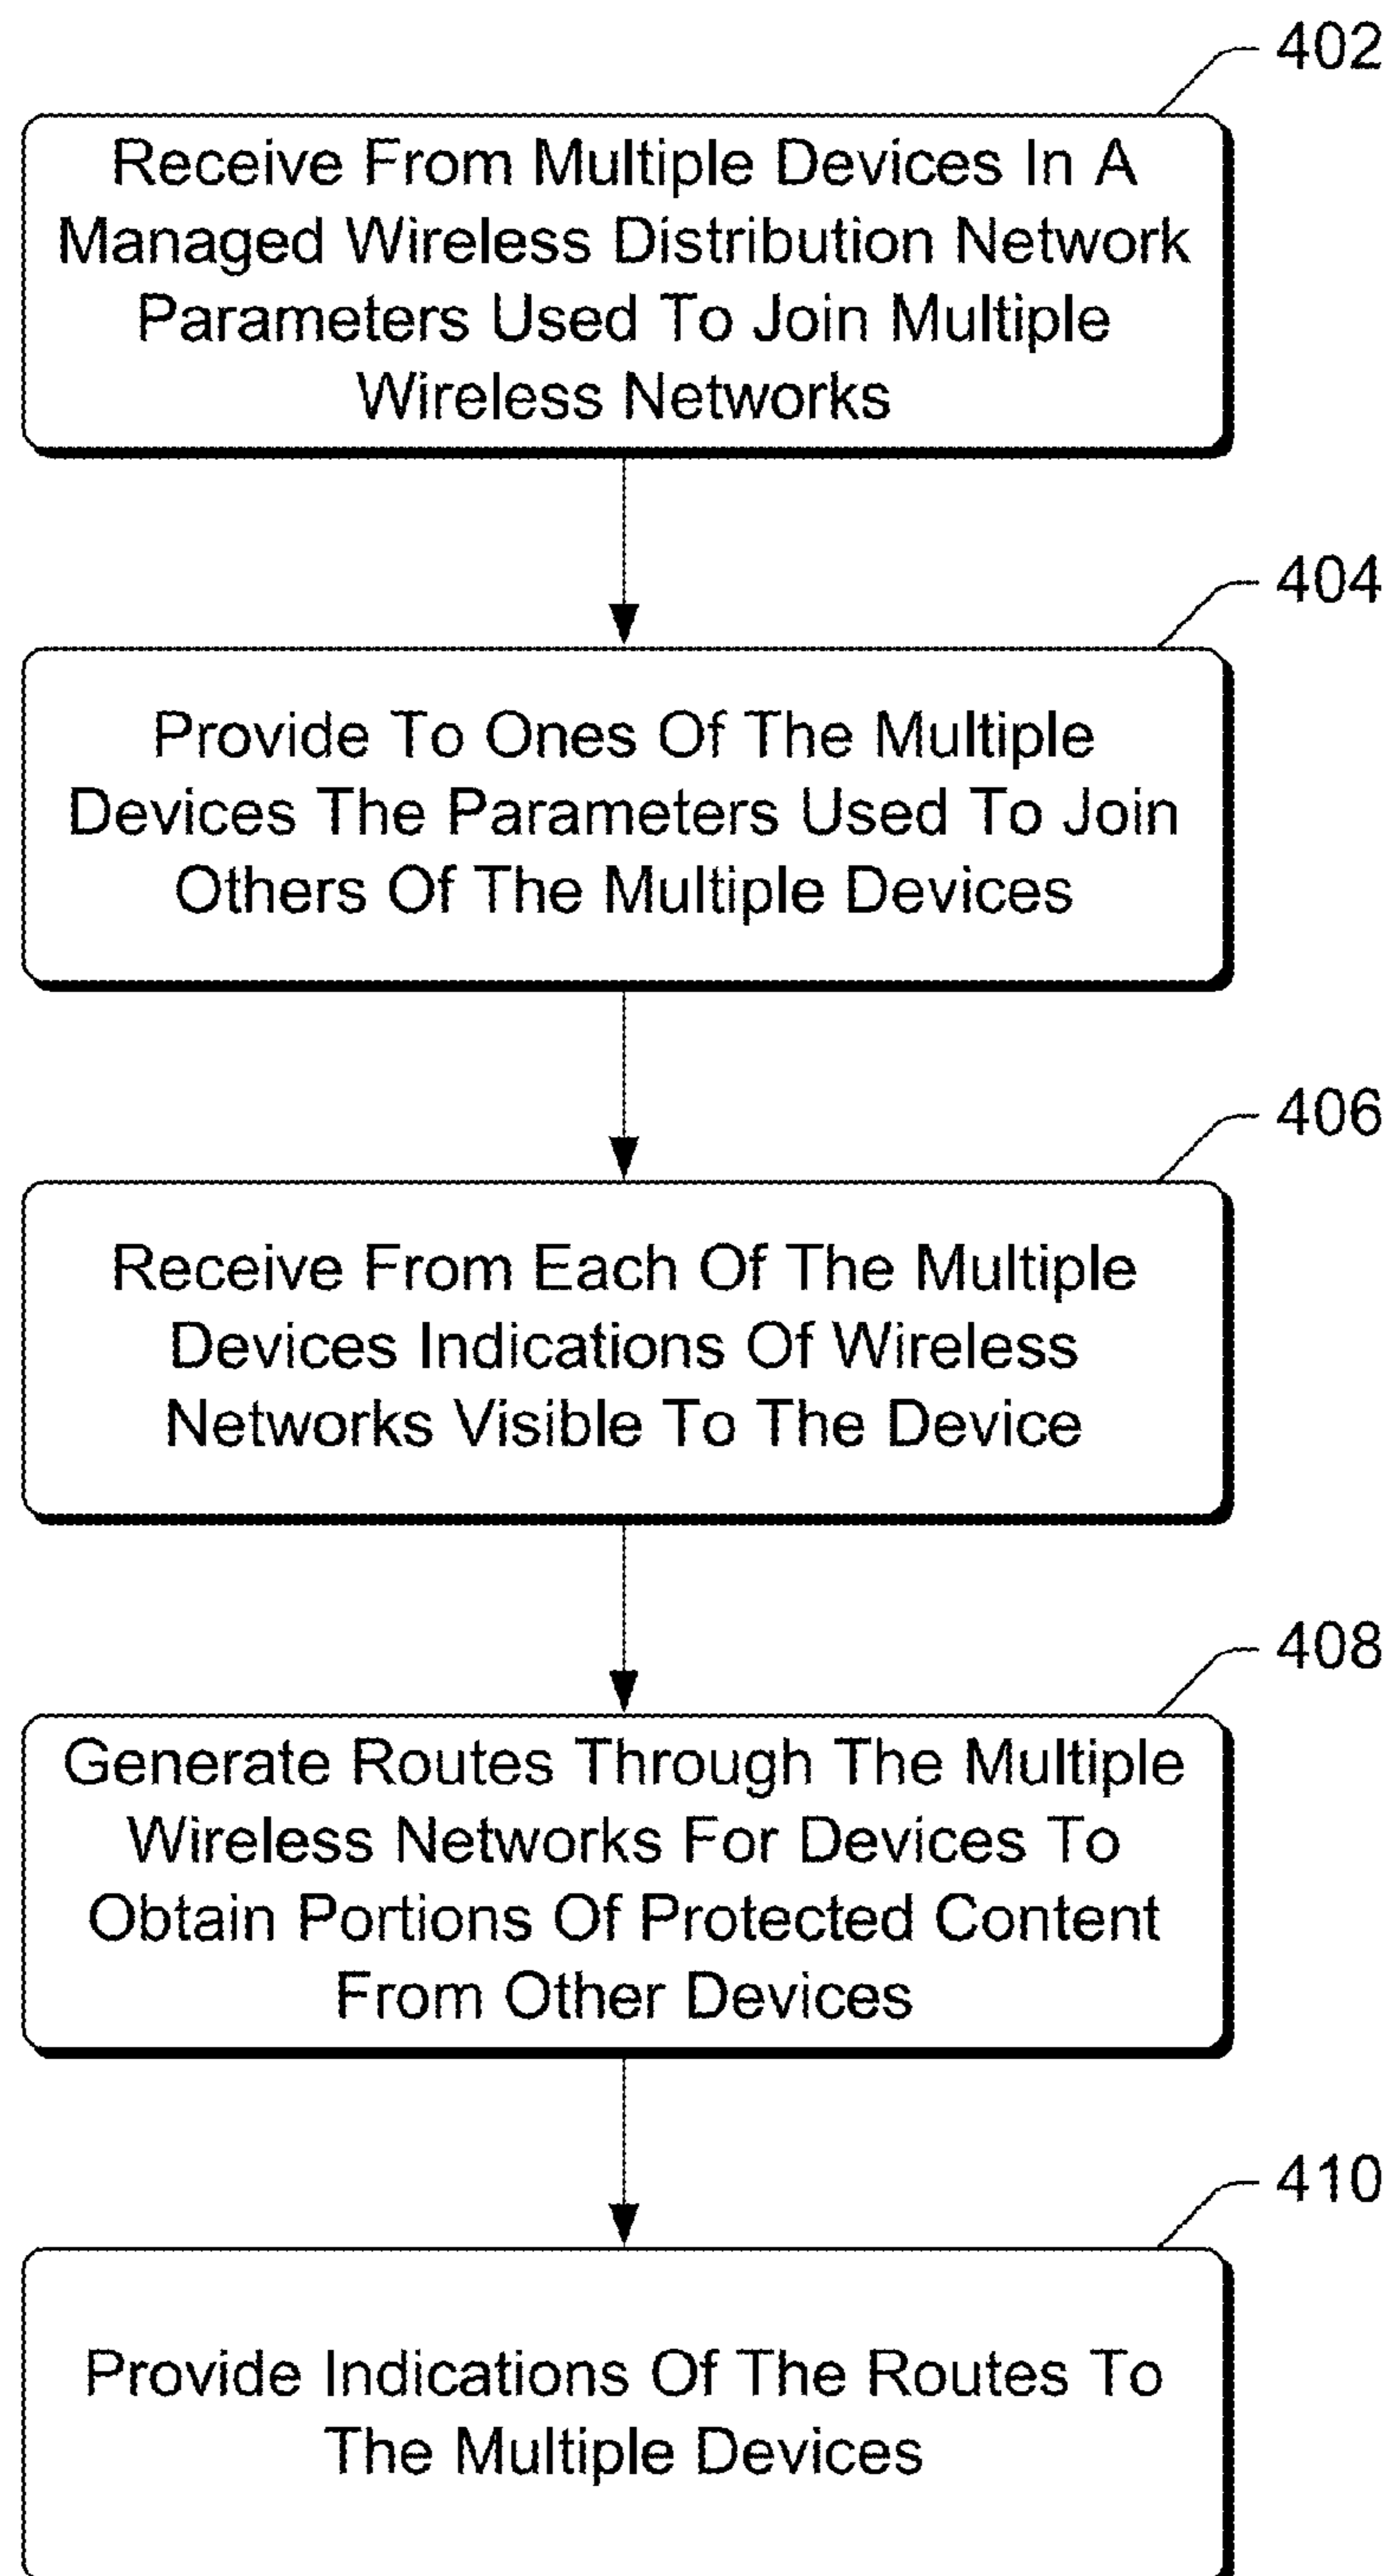 402
Receive From Multiple Devices In A
Managed Wireless Distribution Network
Parameters Used To Join Multiple
Wireless Networks
404
Provide To Ones Of The Multiple
Devices The Parameters Used To Join
Others Of The Multiple Devices
406
Receive From Each Of The Multiple
Devices Indications Of Wireless
Networks Visible To The Device
408
Generate Routes Through The Multiple
Wireless Networks For Devices To
Obtain Portions Of Protected Content
From Other Devices
410
Provide Indications Of The Routes To
The Multiple Devices